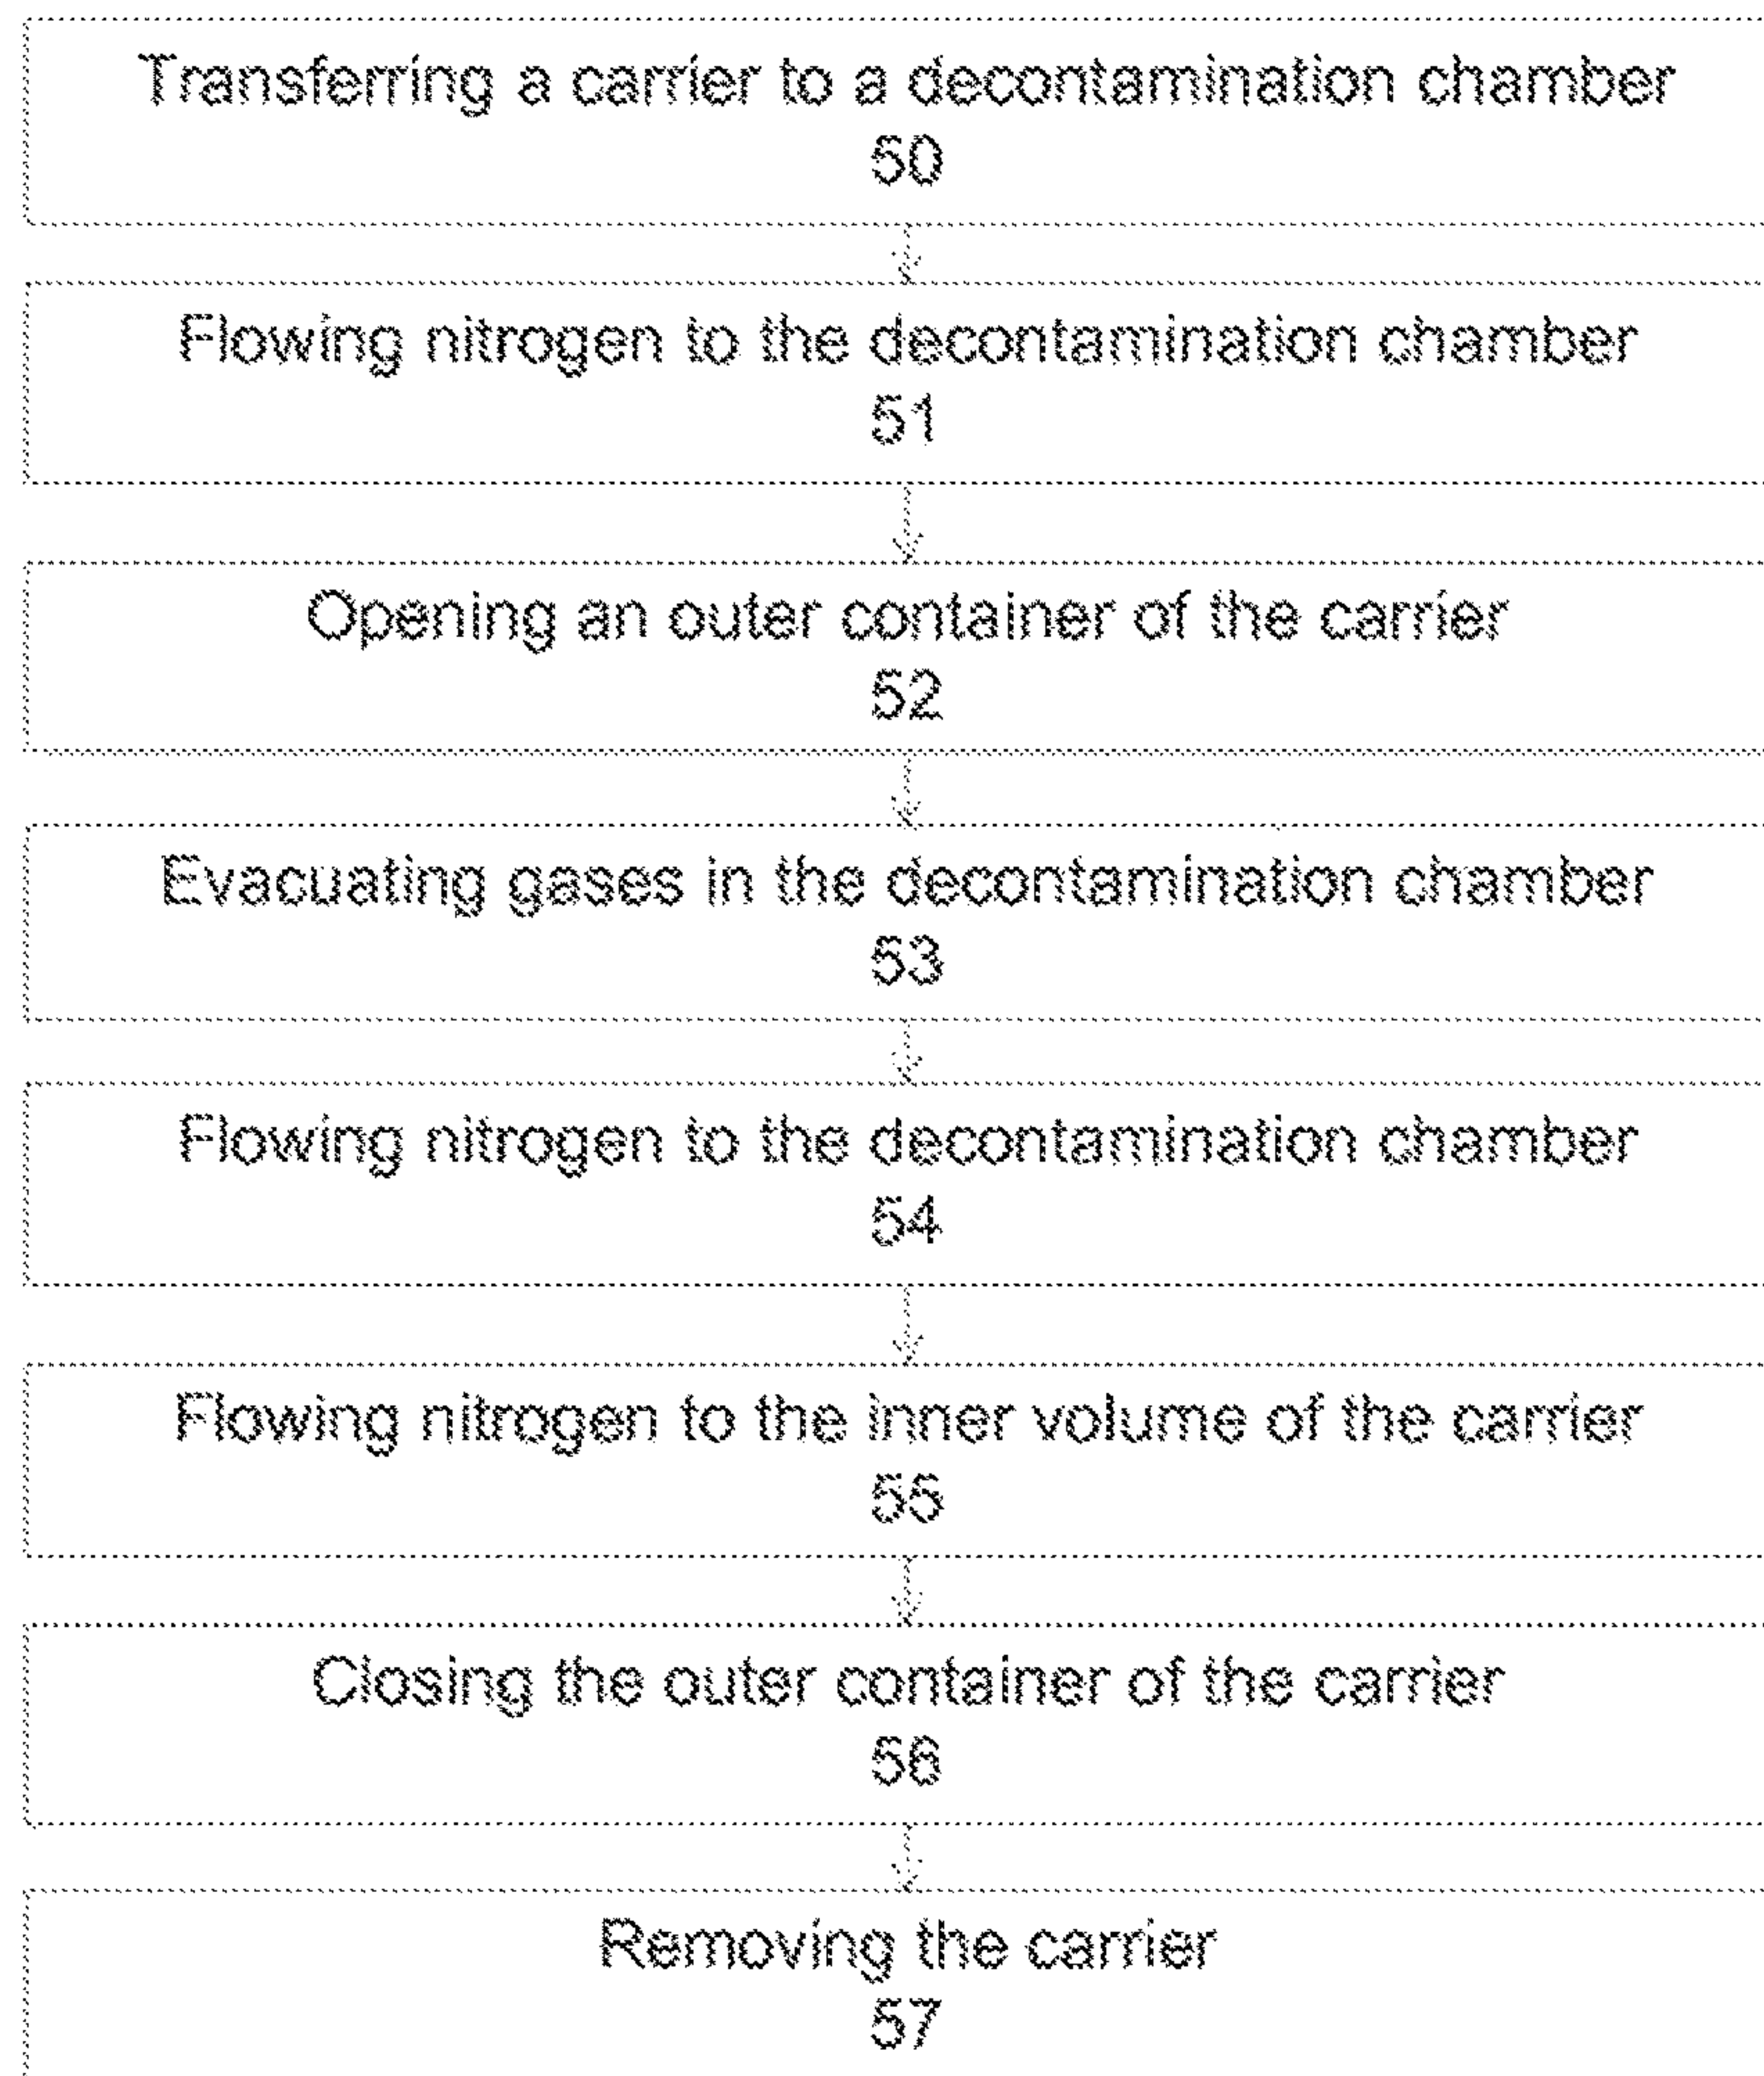 Transferring a carrier to a decontamination chamber
50
Flowing nitrogen to the decontamination chamber
51
Opening an outer container of the carrier
52
Evacuating gases in the decontamination chamber
53
Flowing nitrogen to the decontamination chamber
54
Flowing nitrogen to the inner volume of the carrier
55
Closing the outer container of the carrier
56
Removing the carrier
57